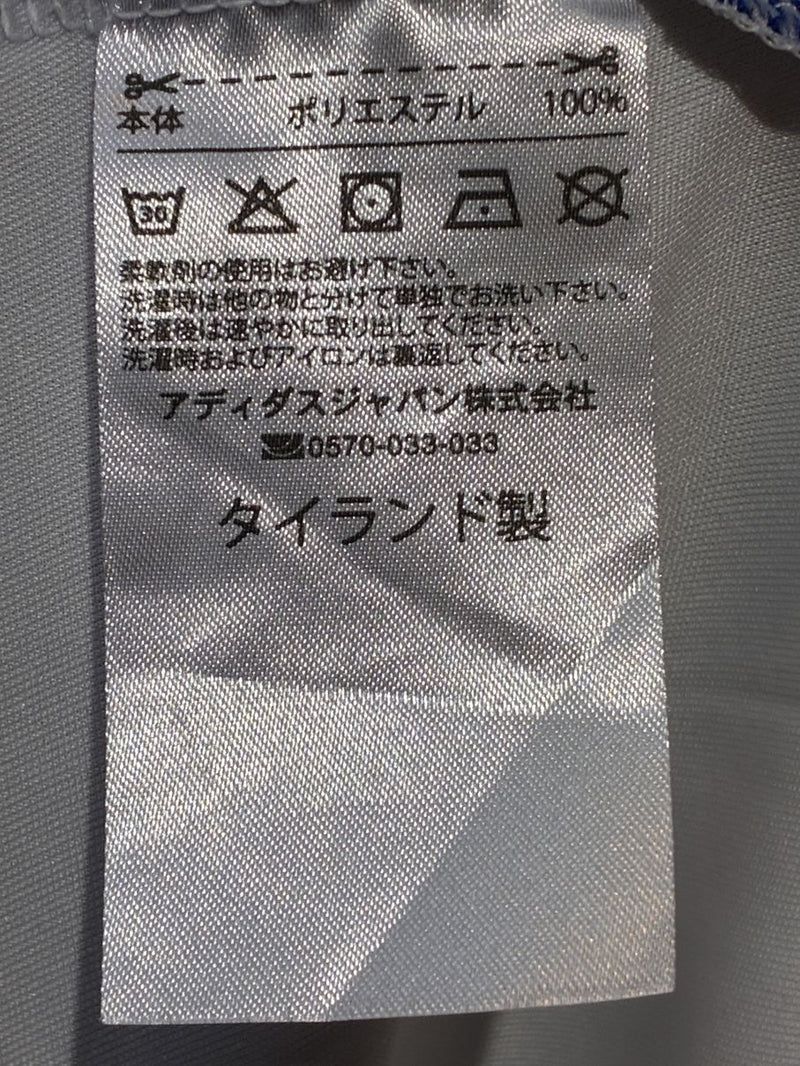 本体 ポリエステル 100%
30
柔軟剤の使用はお避け下さい。
洗濯時は他の物と分けて単独でお洗い下さい。
洗濯後は速やかに取り出してください。
洗濯時およびアイロンは裏返してください。
アディダスジャパン株式会社
0570-033-033
タイランド製